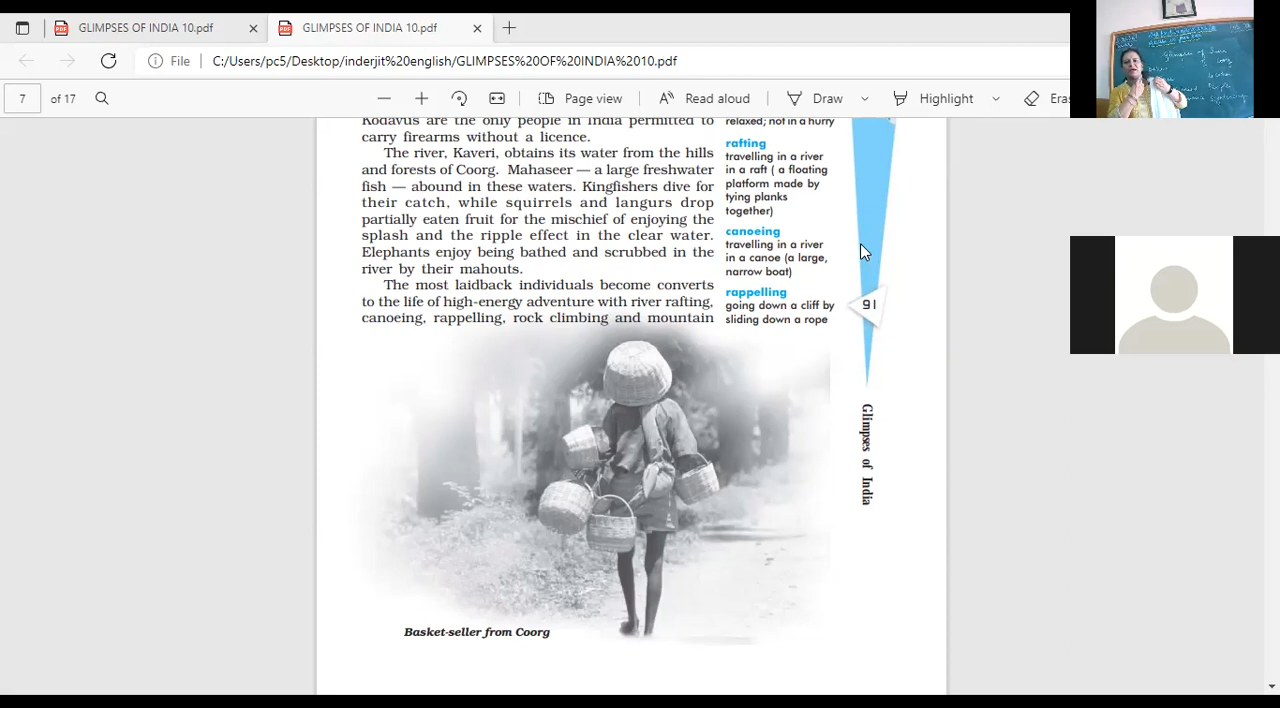 GLIMPSES OF INDIA 10.pdf
GLIMPSES OF INDIA 10.pdf
File
C:/Users/pc5/Desktop/inderjit%20english/GLIMPSES%20OF%20INDIA%2010.pdf
7
of 17
Page view
Read aloud
Draw
Highlight
Eras
Kodavus are the only people in India permitted to
carry firearms without a licence.
The river, Kaveri, obtains its water from the hills
and forests of Coorg. Mahaseer — a large freshwater
fish — abound in these waters. Kingfishers dive for
their catch, while squirrels and langurs drop
partially eaten fruit for the mischief of enjoying the
splash and the ripple effect in the clear water.
Elephants enjoy being bathed and scrubbed in the
river by their mahouts.
The most laidback individuals become converts
to the life of high-energy adventure with river rafting,
canoeing, rappelling, rock climbing and mountain
relaxed; not in a hurry
rafting
travelling in a river
in a raft ( a floating
platform made by
tying planks
together)
canoeing
travelling in a river
in a canoe (a large,
narrow boat)
rappelling
going down a cliff by
sliding down a rope
91
Glimpses of India
Basket-seller from Coorg
Glimpses of India